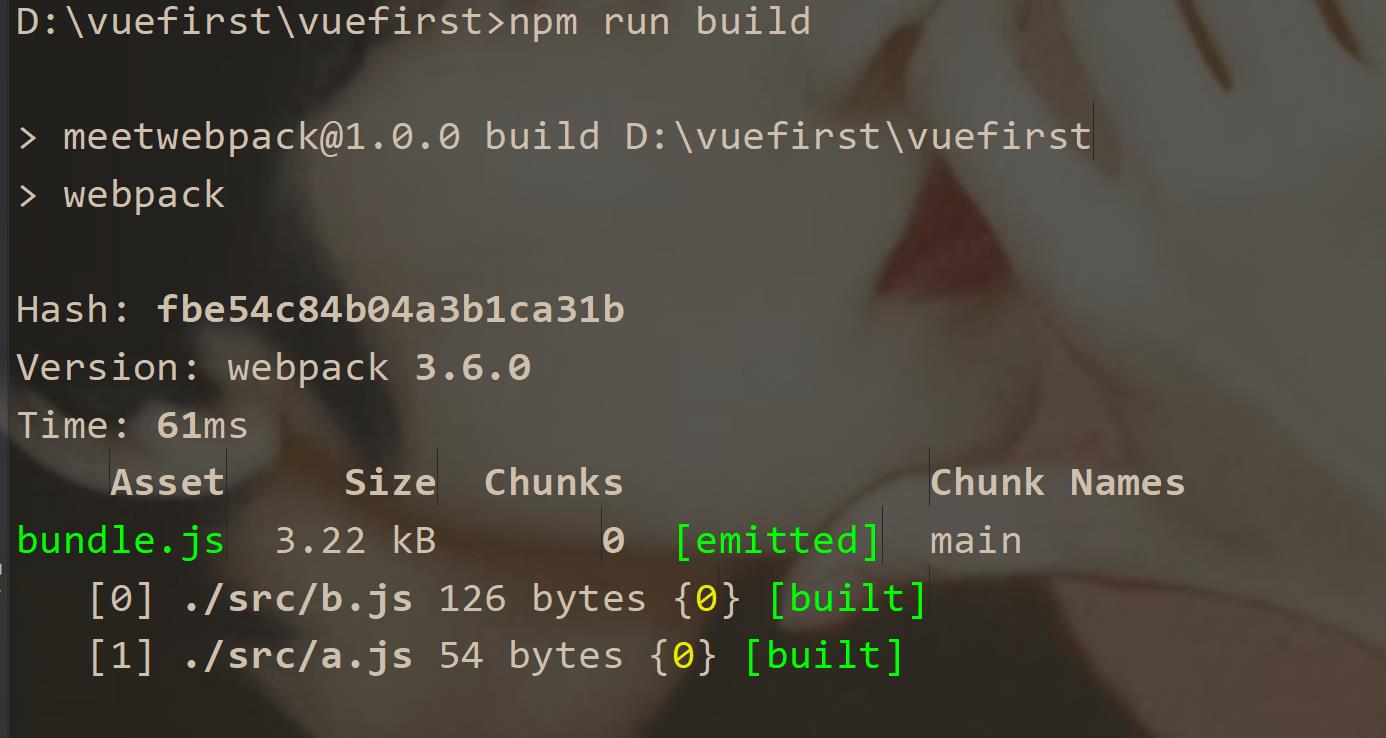 D:\vuefirst\vuefirst>npm run build
> meetwebpack@1.0.0 build D:\vuefirst\vuefirst
> webpack
Hash: fbe54c84b04a3b1ca31b
Version: webpack 3.6.0
Time: 61ms
Asset Size Chunks Chunk Names
bundle.js 3.22 kB 0 [emitted] main
[0] ./src/b.js 126 bytes {0} [built]
[1] ./src/a.js 54 bytes {0} [built]